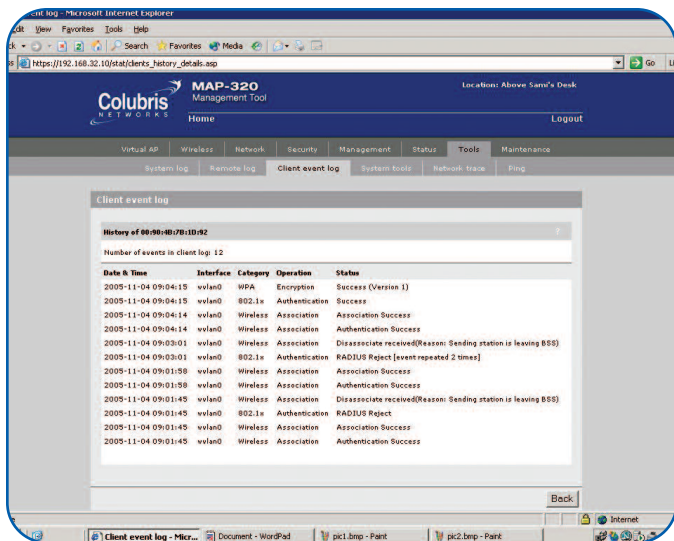 ent log - Microsoft Internet Explorer
dit View Favorites Tools Help
ck Search Favorites Media
ss https://192.168.32.10/stat/clients_history_details.asp Go Li
Colubris NETWORKS
MAP-320
Management Tool
Location: Above Sami's Desk
Home Logout
Virtual AP Wireless Network Security Management Status Tools Maintenance
System log Remote log Client event log System tools Network trace Ping
Client event log
History of 00:90:4B:7B:1D:92 ?
Number of events in client log: 12
Date & Time Interface Category Operation Status
2005-11-04 09:04:15 wlan0 WPA Encryption Success (Version 1)
2005-11-04 09:04:15 wlan0 802.1x Authentication Success
2005-11-04 09:04:14 wlan0 Wireless Association Association Success
2005-11-04 09:04:14 wlan0 Wireless Association Authentication Success
2005-11-04 09:03:01 wlan0 Wireless Association Disassociate received(Reason: Sending station is leaving BSS)
2005-11-04 09:03:01 wlan0 802.1x Authentication RADIUS Reject [event repeated 2 times]
2005-11-04 09:01:58 wlan0 Wireless Association Association Success
2005-11-04 09:01:58 wlan0 Wireless Association Authentication Success
2005-11-04 09:01:45 wlan0 Wireless Association Disassociate received(Reason: Sending station is leaving BSS)
2005-11-04 09:01:45 wlan0 802.1x Authentication RADIUS Reject
2005-11-04 09:01:45 wlan0 Wireless Association Association Success
2005-11-04 09:01:45 wlan0 Wireless Association Authentication Success
Back
Internet
Client event log - Micr... Document - WordPad pic1.bmp - Paint pic2.bmp - Paint